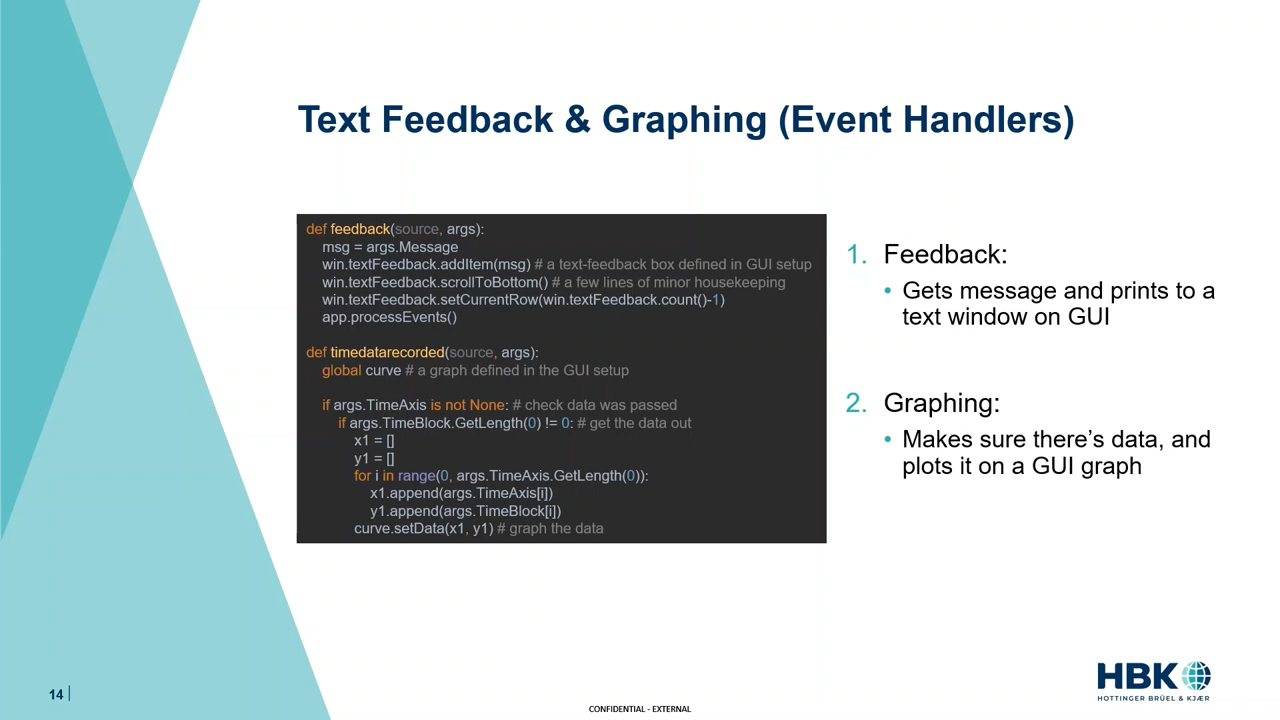 Text Feedback & Graphing (Event Handlers)
def feedback(source, args):
msg = args.Message
win.textFeedback.addItem(msg) # a text-feedback box defined in GUI setup
win.textFeedback.scrollToBottom() # a few lines of minor housekeeping
win.textFeedback.setCurrentRow(win.textFeedback.count()-1)
app.processEvents()
def timedatarecorded(source, args):
global curve # a graph defined in the GUI setup
if args.TimeAxis is not None: # check data was passed
if args.TimeBlock.GetLength(0) != 0: # get the data out
x1 = []
y1 = []
for i in range(0, args.TimeAxis.GetLength(0)):
x1.append(args.TimeAxis[i])
y1.append(args.TimeBlock[i])
curve.setData(x1, y1) # graph the data
1. Feedback:
• Gets message and prints to a
text window on GUI
2. Graphing:
• Makes sure there’s data, and
plots it on a GUI graph
14
CONFIDENTIAL - EXTERNAL
HBK
HOTTINGER BRÜEL & KJÆR